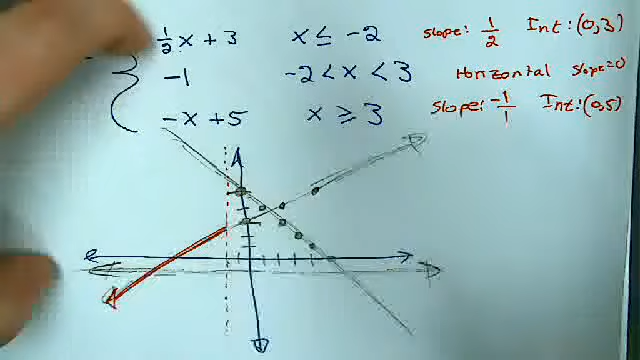 1/2 x + 3 x ≤ -2 Slope: 1/2 Int: (0,3)
-1 -2 < x < 3 Horizontal slope=0
-x + 5 x ≥ 3 Slope: -1/1 Int: (0,5)